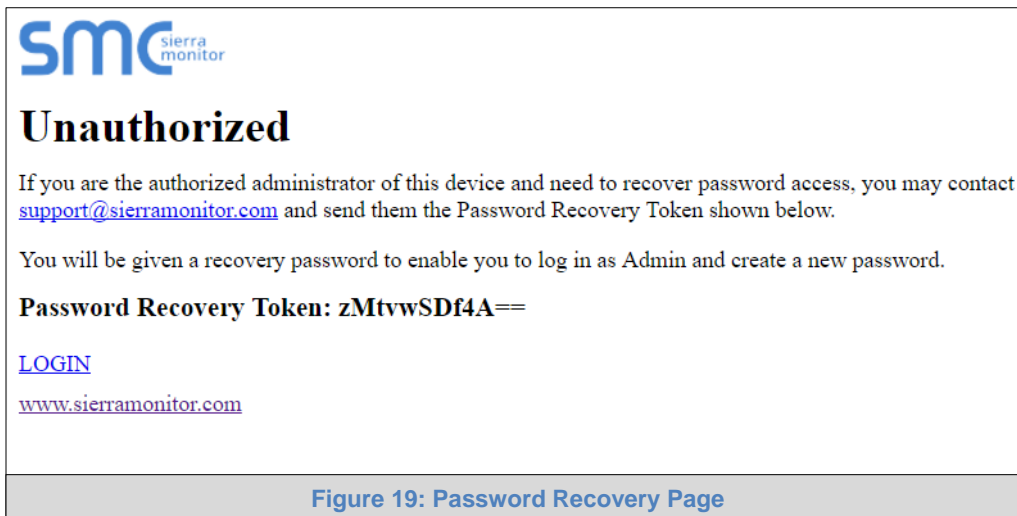 SMC sierra monitor
Unauthorized
If you are the authorized administrator of this device and need to recover password access, you may contact
support@sierramonitor.com and send them the Password Recovery Token shown below.
You will be given a recovery password to enable you to log in as Admin and create a new password.
Password Recovery Token: zMtvwSDf4A==
LOGIN
www.sierramonitor.com
Figure 19: Password Recovery Page